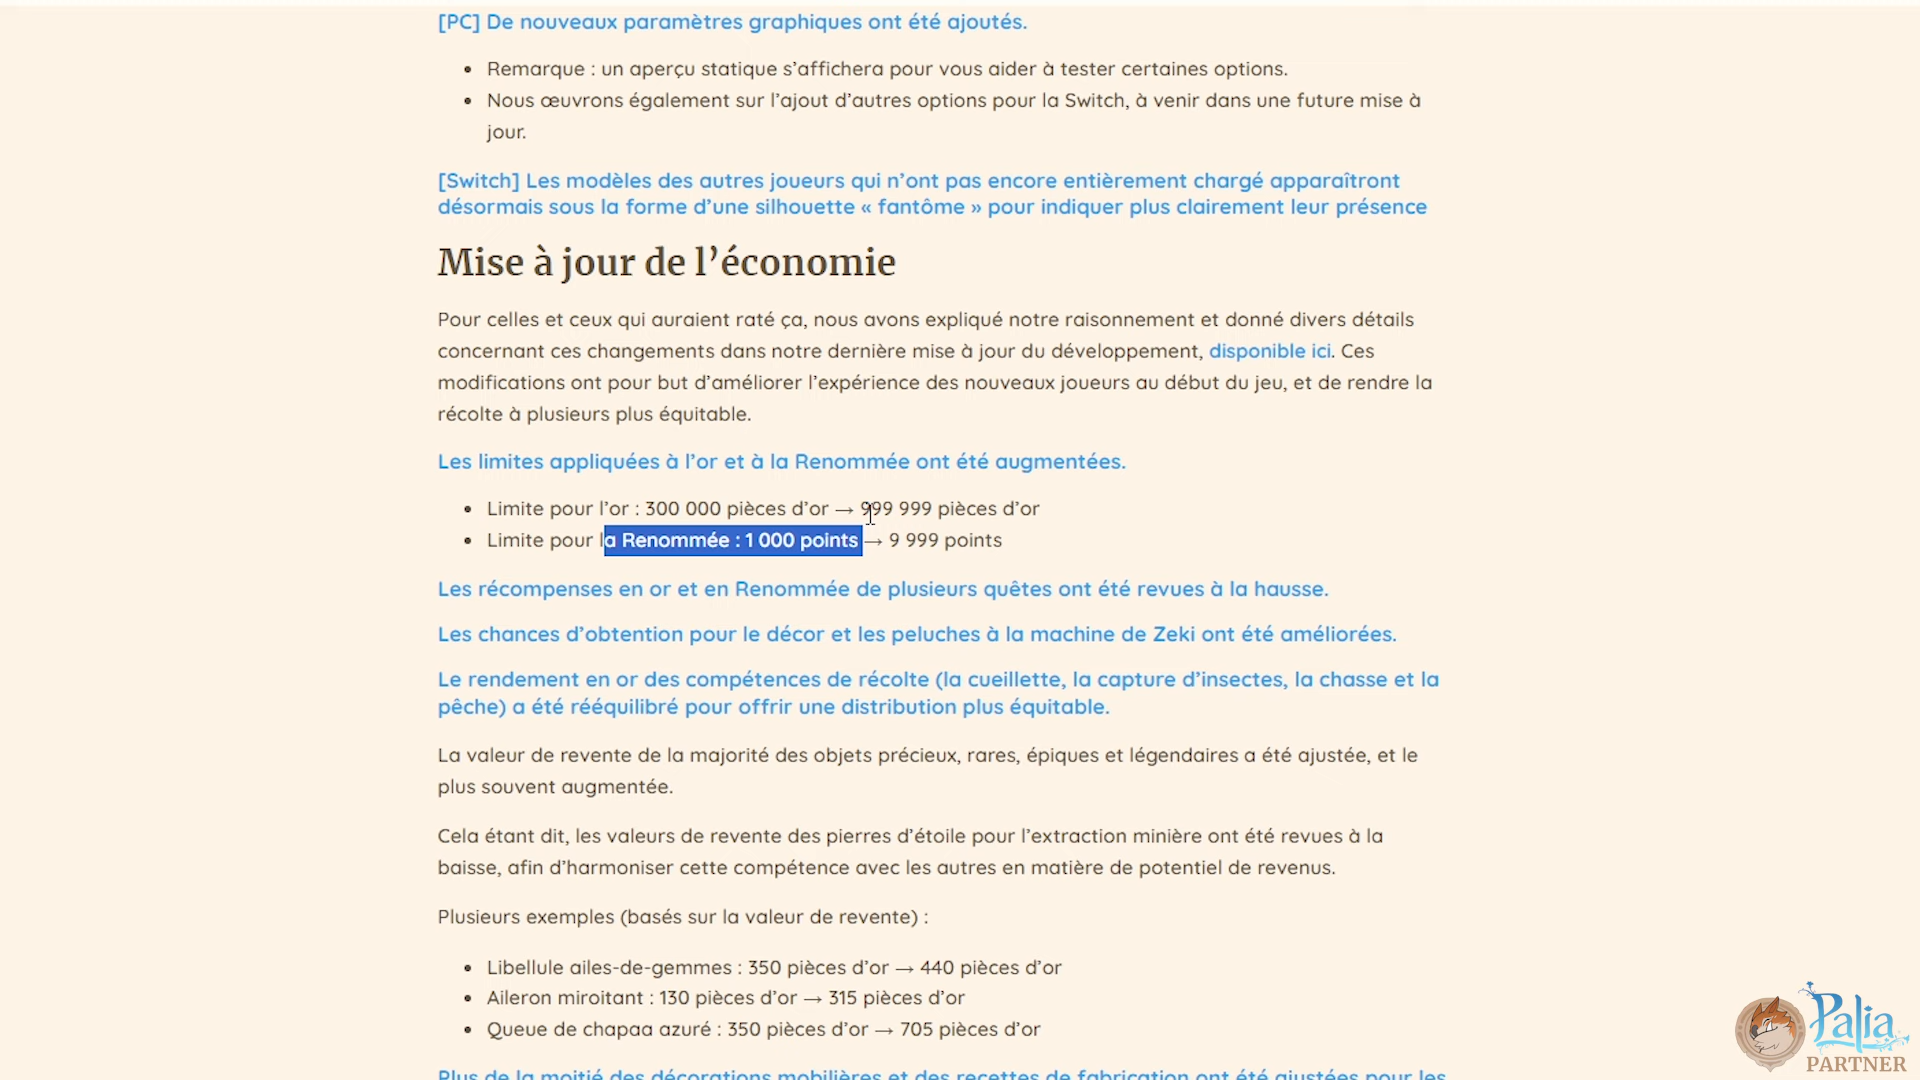 [PC] De nouveaux paramètres graphiques ont été ajoutés.
Remarque : un aperçu statique s’affichera pour vous aider à tester certaines options.
Nous œuvrons également sur l’ajout d’autres options pour la Switch, à venir dans une future mise à
jour.
[Switch] Les modèles des autres joueurs qui n’ont pas encore entièrement chargé apparaîtront
désormais sous la forme d’une silhouette « fantôme » pour indiquer plus clairement leur présence
Mise à jour de l’économie
Pour celles et ceux qui auraient raté ça, nous avons expliqué notre raisonnement et donné divers détails
concernant ces changements dans notre dernière mise à jour du développement, disponible ici. Ces
modifications ont pour but d’améliorer l’expérience des nouveaux joueurs au début du jeu, et de rendre la
récolte à plusieurs plus équitable.
Les limites appliquées à l’or et à la Renommée ont été augmentées.
Limite pour l’or : 300 000 pièces d’or → 999 999 pièces d’or
Limite pour la Renommée : 1 000 points → 9 999 points
Les récompenses en or et en Renommée de plusieurs quêtes ont été revues à la hausse.
Les chances d’obtention pour le décor et les peluches à la machine de Zeki ont été améliorées.
Le rendement en or des compétences de récolte (la cueillette, la capture d’insectes, la chasse et la
pêche) a été rééquilibré pour offrir une distribution plus équitable.
La valeur de revente de la majorité des objets précieux, rares, épiques et légendaires a été ajustée, et le
plus souvent augmentée.
Cela étant dit, les valeurs de revente des pierres d’étoile pour l’extraction minière ont été revues à la
baisse, afin d’harmoniser cette compétence avec les autres en matière de potentiel de revenus.
Plusieurs exemples (basés sur la valeur de revente) :
Libellule ailes-de-gemmes : 350 pièces d’or → 440 pièces d’or
Aileron miroitant : 130 pièces d’or → 315 pièces d’or
Queue de chapaa azuré : 350 pièces d’or → 705 pièces d’or
Plus de la moitié des décorations mobilières et des recettes de fabrication ont été ajustées pour les
Palia
PARTNER